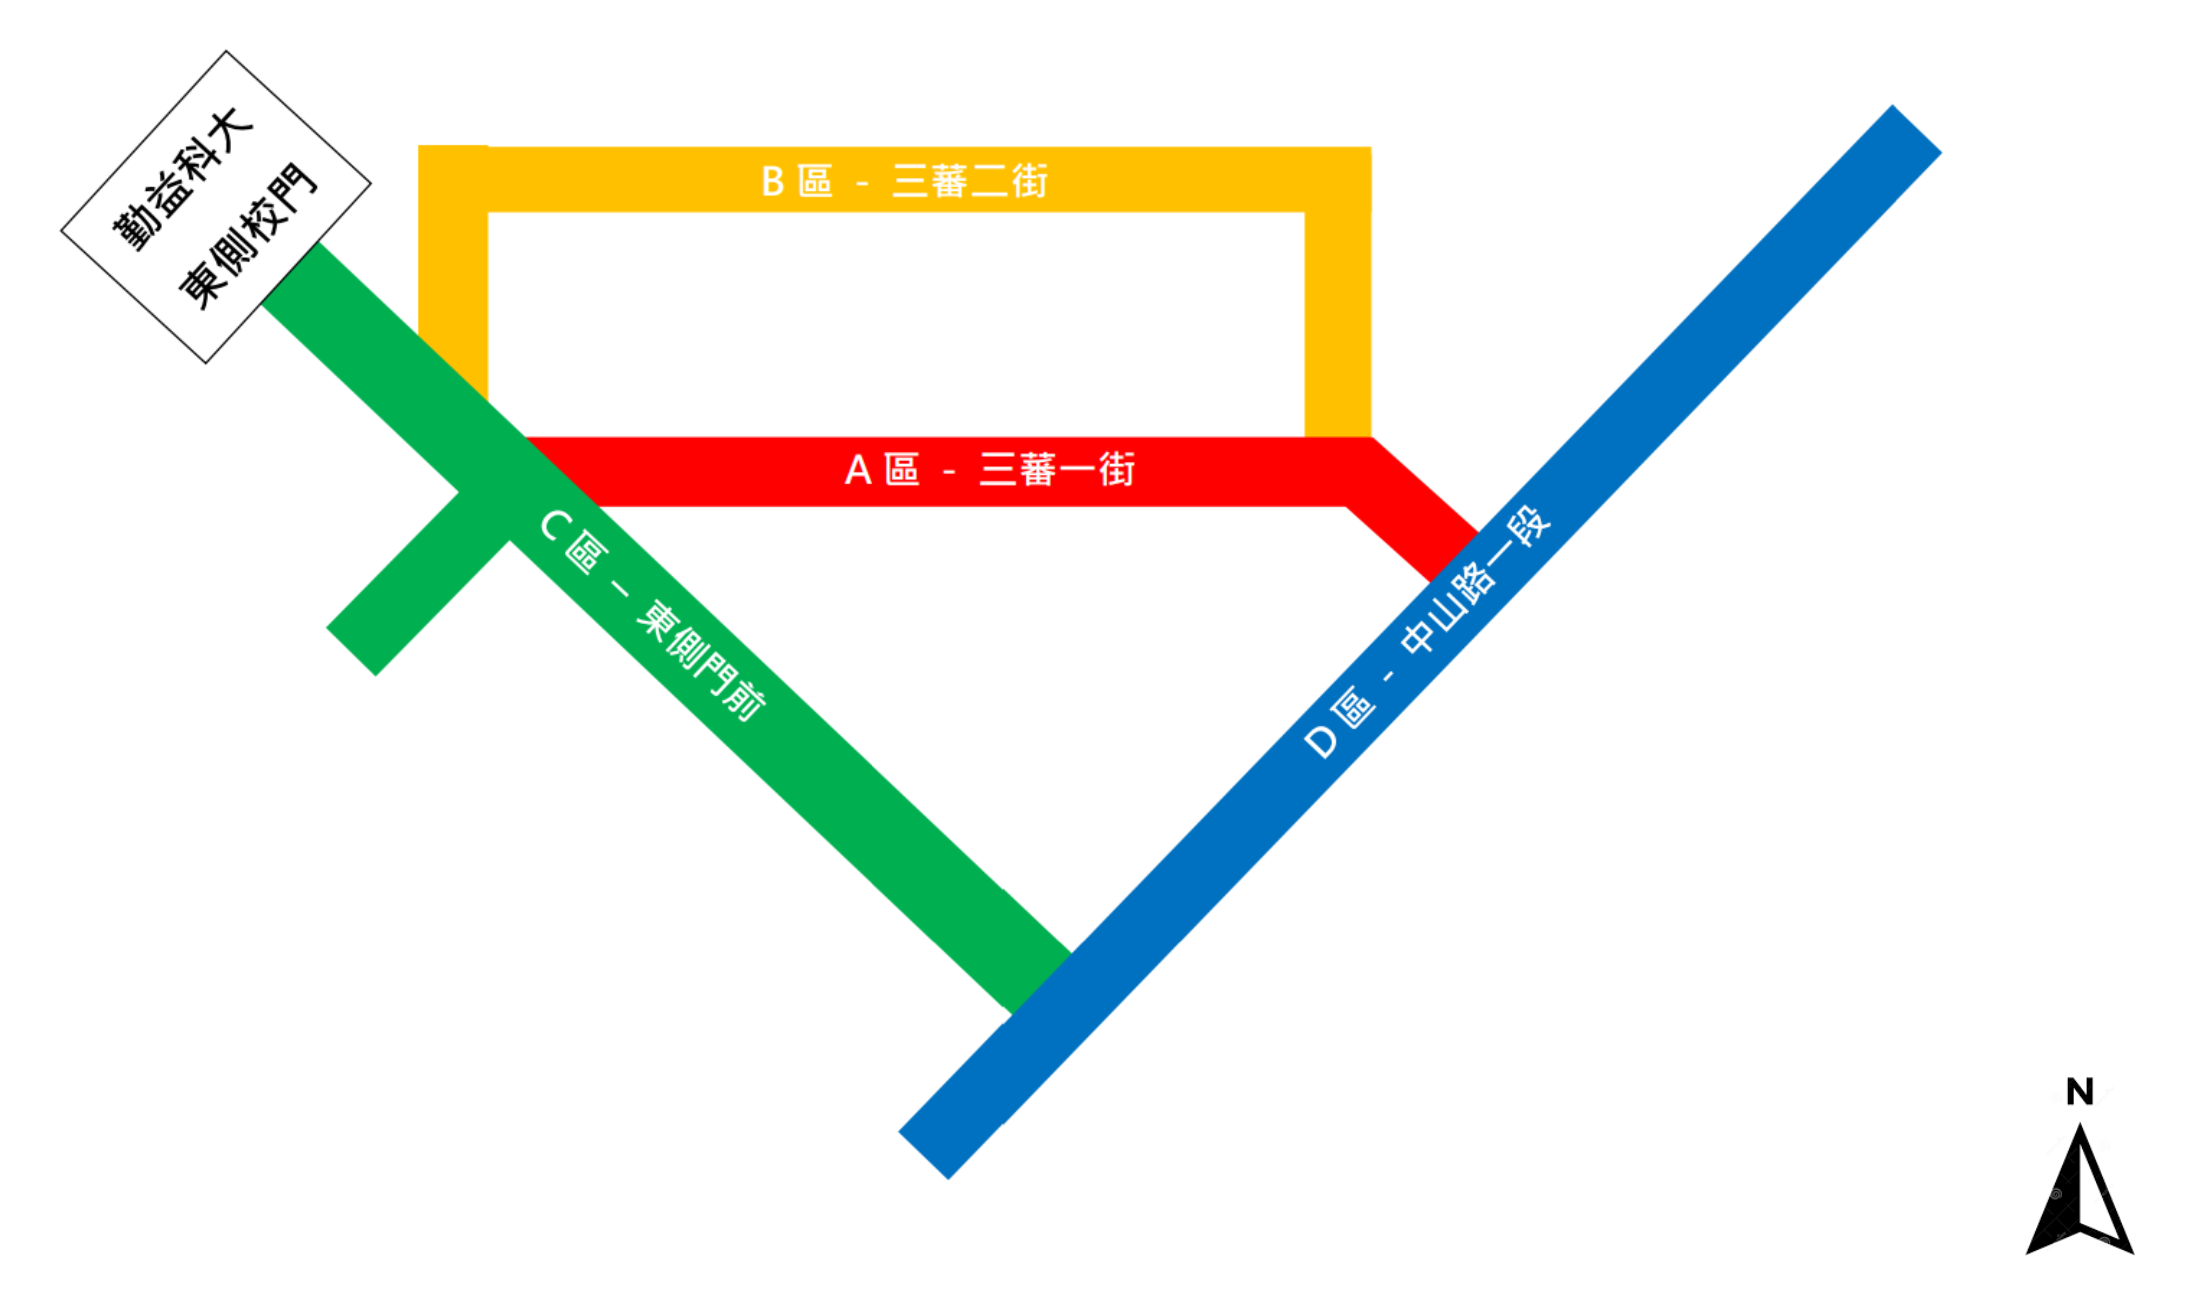 勤益科大
東側校門
B 區 - 三蕃二街
A 區 - 三蕃一街
C 區 – 東側門前
D 區 - 中山路一段
N